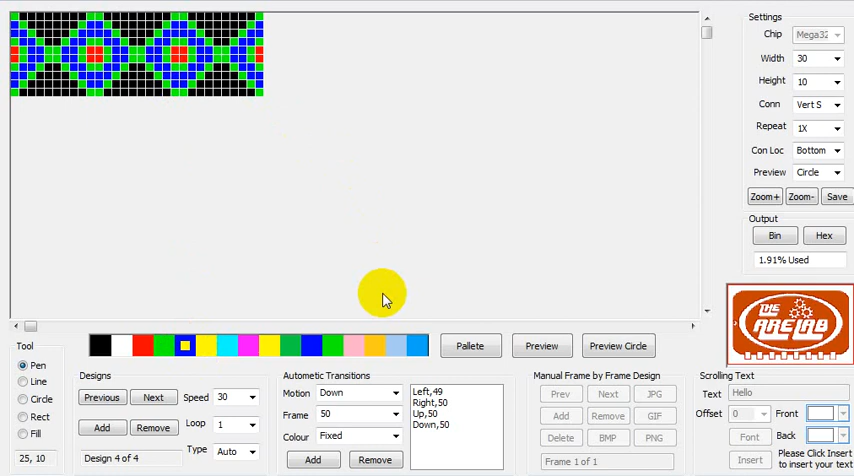 Settings
Chip Mega32
Width 30
Height 10
Conn Vert S
Repeat 1X
Con Loc Bottom
Preview Circle
Zoom+ Zoom- Save
Output
Bin Hex
1.91% Used
THE
ARE LAB
Pallete Preview Preview Circle
Tool
Pen
Line
Circle
Rect
Fill
25, 10
Designs
Previous Next Speed 30
Loop 1
Add Remove
Type Auto
Design 4 of 4
Autometic Transitions
Motion Down
Frame 50
Colour Fixed
Add Remove
Left,49
Right,50
Up,50
Down,50
Manual Frame by Frame Design
Prev Next JPG
Add Remove GIF
Delete BMP PNG
Frame 1 of 1
Scrolling Text
Text Hello
Offset 0 Front
Font Back
Insert Please Click Insert
to insert your text